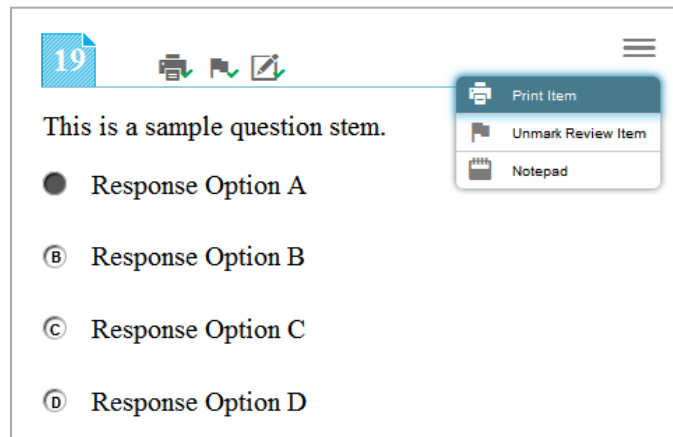 19
Print Item
This is a sample question stem.
Unmark Review Item
Notepad
Response Option A
B Response Option B
C Response Option C
D Response Option D